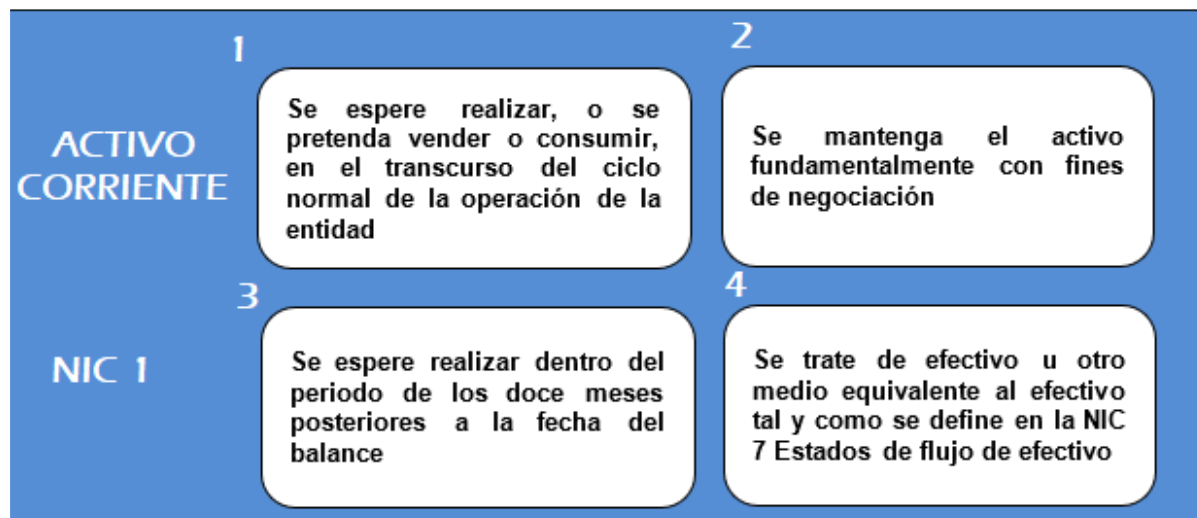 ACTIVO
CORRIENTE
1
Se espere realizar, o se
pretenda vender o consumir,
en el transcurso del ciclo
normal de la operación de la
entidad
2
Se mantenga el activo
fundamentalmente con fines
de negociación
NIC 1
3
Se espere realizar dentro del
periodo de los doce meses
posteriores a la fecha del
balance
4
Se trate de efectivo u otro
medio equivalente al efectivo
tal y como se define en la NIC
7 Estados de flujo de efectivo